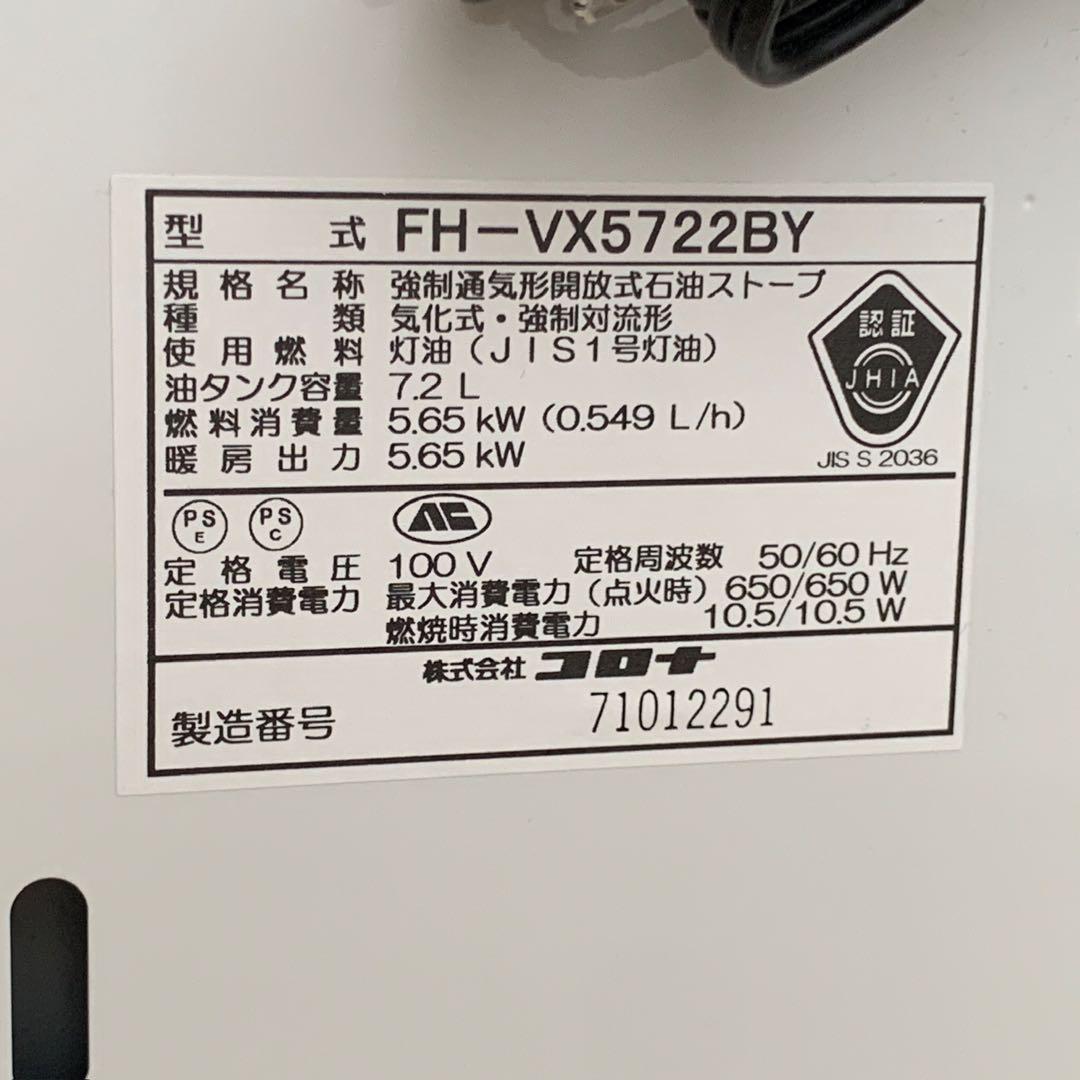 型式 FH-VX5722BY
規格名称 強制通気形開放式石油ストーブ
種類 気化式・強制対流形
使用燃料 灯油(JIS1号灯油)
油タンク容量 7.2 L
燃料消費量 5.65 kW (0.549 L/h)
暖房出力 5.65 kW
認証
JHIA
JIS S 2036
PS E
PS C
定格電圧 100 V 定格周波数 50/60 Hz
定格消費電力 最大消費電力(点火時) 650/650 W
燃焼時消費電力 10.5/10.5 W
株式会社 コロナ
製造番号 71012291